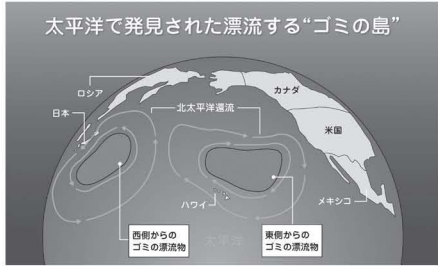 太平洋で発見された漂流する“ゴミの島”
ロシア
カナダ
日本
北太平洋還流
米国
ハワイ
メキシコ
西側からの
ゴミの漂流物
東側からの
ゴミの漂流物
太平洋